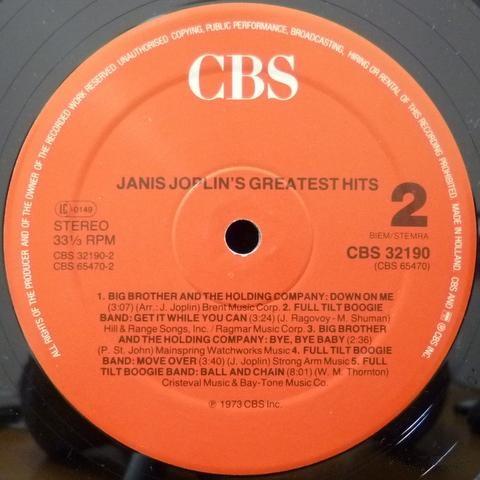 ALL RIGHTS OF THE PRODUCER AND OF THE OWNER OF THE RECORDED WORK RESERVED. UNAUTHORISED COPYING, PUBLIC PERFORMANCE, BROADCASTING, HIRING OR RENTAL OF THIS RECORDING PROHIBITED. MADE IN HOLLAND. CBS AND ARE ® CBS INC.
CBS
JANIS JOPLIN'S GREATEST HITS
2
-0149
STEREO
BIEM/STEMRA
33⅓ RPM
CBS 32190
CBS 32190-2
(CBS 65470)
CBS 65470-2
1. BIG BROTHER AND THE HOLDING COMPANY: DOWN ON ME
(3:07) (Arr.: J. Joplin) Brent Music Corp. 2. FULL TILT BOOGIE
BAND: GET IT WHILE YOU CAN (3:24) (J. Ragovoy - M. Shuman)
Hill & Range Songs, Inc. / Ragmar Music Corp. 3. BIG BROTHER
AND THE HOLDING COMPANY: BYE, BYE BABY (2:36)
(P. St. John) Mainspring Watchworks Music 4. FULL TILT BOOGIE
BAND: MOVE OVER (3:40) (J. Joplin) Strong Arm Music 5. FULL
TILT BOOGIE BAND: BALL AND CHAIN (8:01) (W. M. Thornton)
Cristeval Music & Bay-Tone Music Co.
℗ 1973 CBS Inc.